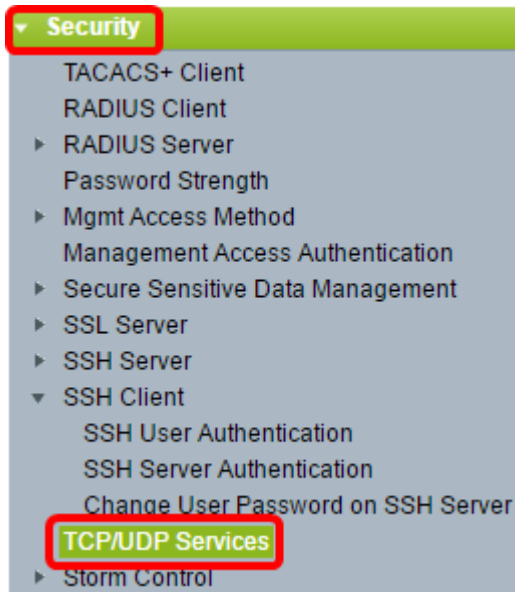 Security
TACACS+ Client
RADIUS Client
RADIUS Server
Password Strength
Mgmt Access Method
Management Access Authentication
Secure Sensitive Data Management
SSL Server
SSH Server
SSH Client
SSH User Authentication
SSH Server Authentication
Change User Password on SSH Server
TCP/UDP Services
Storm Control